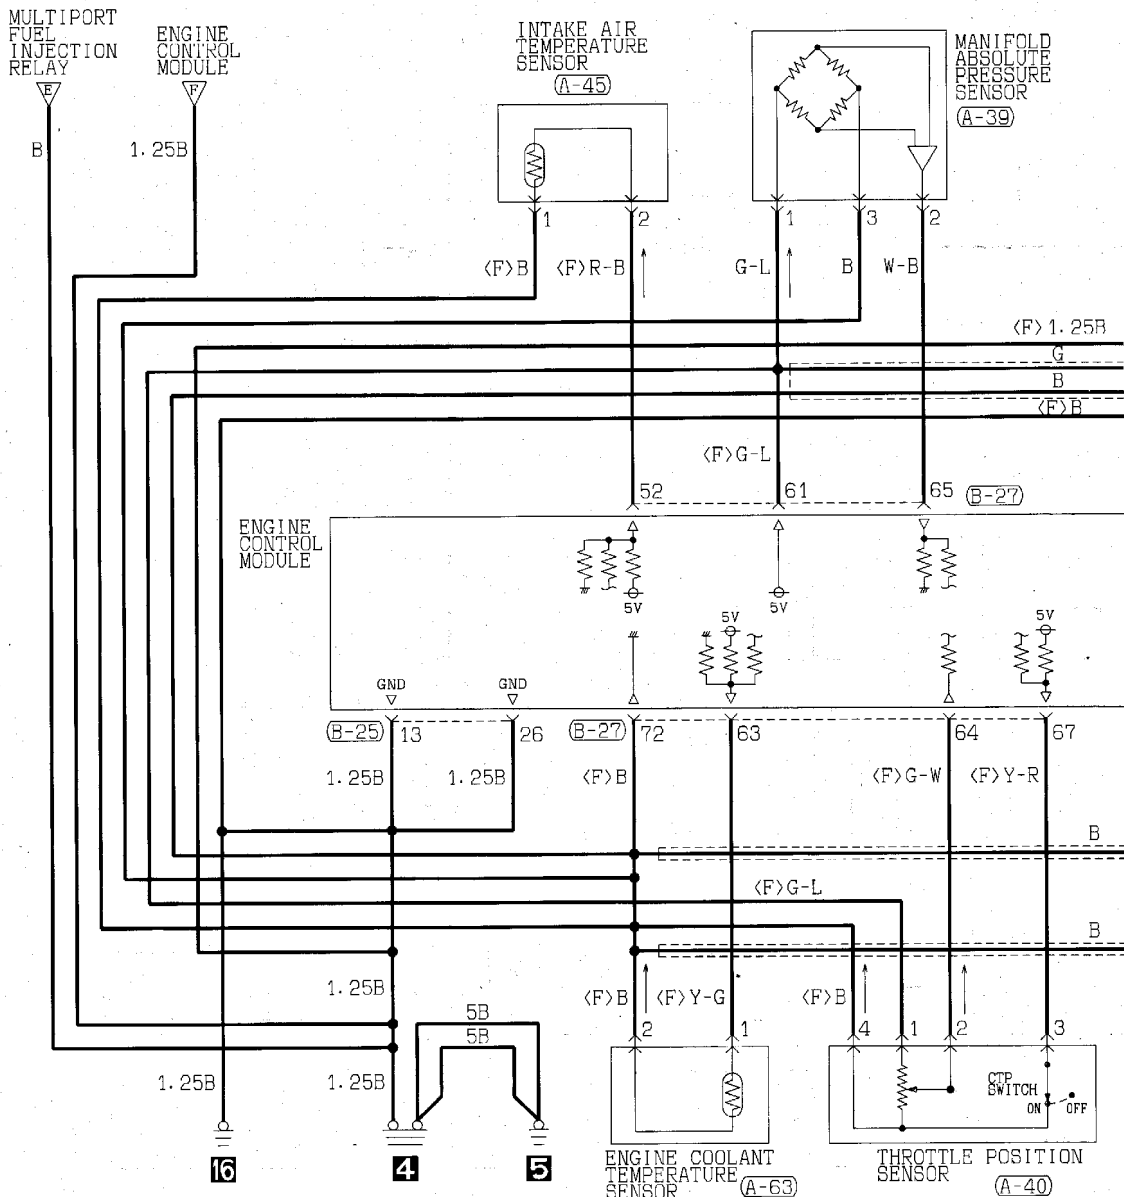 MULTIPORT
FUEL
INJECTION
RELAY
ENGINE
CONTROL
MODULE
INTAKE AIR
TEMPERATURE
SENSOR
A-45
MANIFOLD
ABSOLUTE
PRESSURE
SENSOR
A-39
E
F
B
1.25B
1
2
1
3
2
<F>B
<F>R-B
G-L
B
W-B
<F>1.25B
G
B
<F>B
<F>G-L
52
61
65
B-27
ENGINE
CONTROL
MODULE
5V
5V
5V
5V
GND
GND
B-25
13
26
B-27
72
63
64
67
1.25B
1.25B
<F>B
<F>G-W
<F>Y-R
B
<F>G-L
B
1.25B
<F>B
<F>Y-G
<F>B
5B
5B
2
1
4
1
2
3
1.25B
1.25B
CTP
SWITCH
ON
OFF
16
4
5
ENGINE COOLANT
TEMPERATURE
SENSOR
A-63
THROTTLE POSITION
SENSOR
A-40